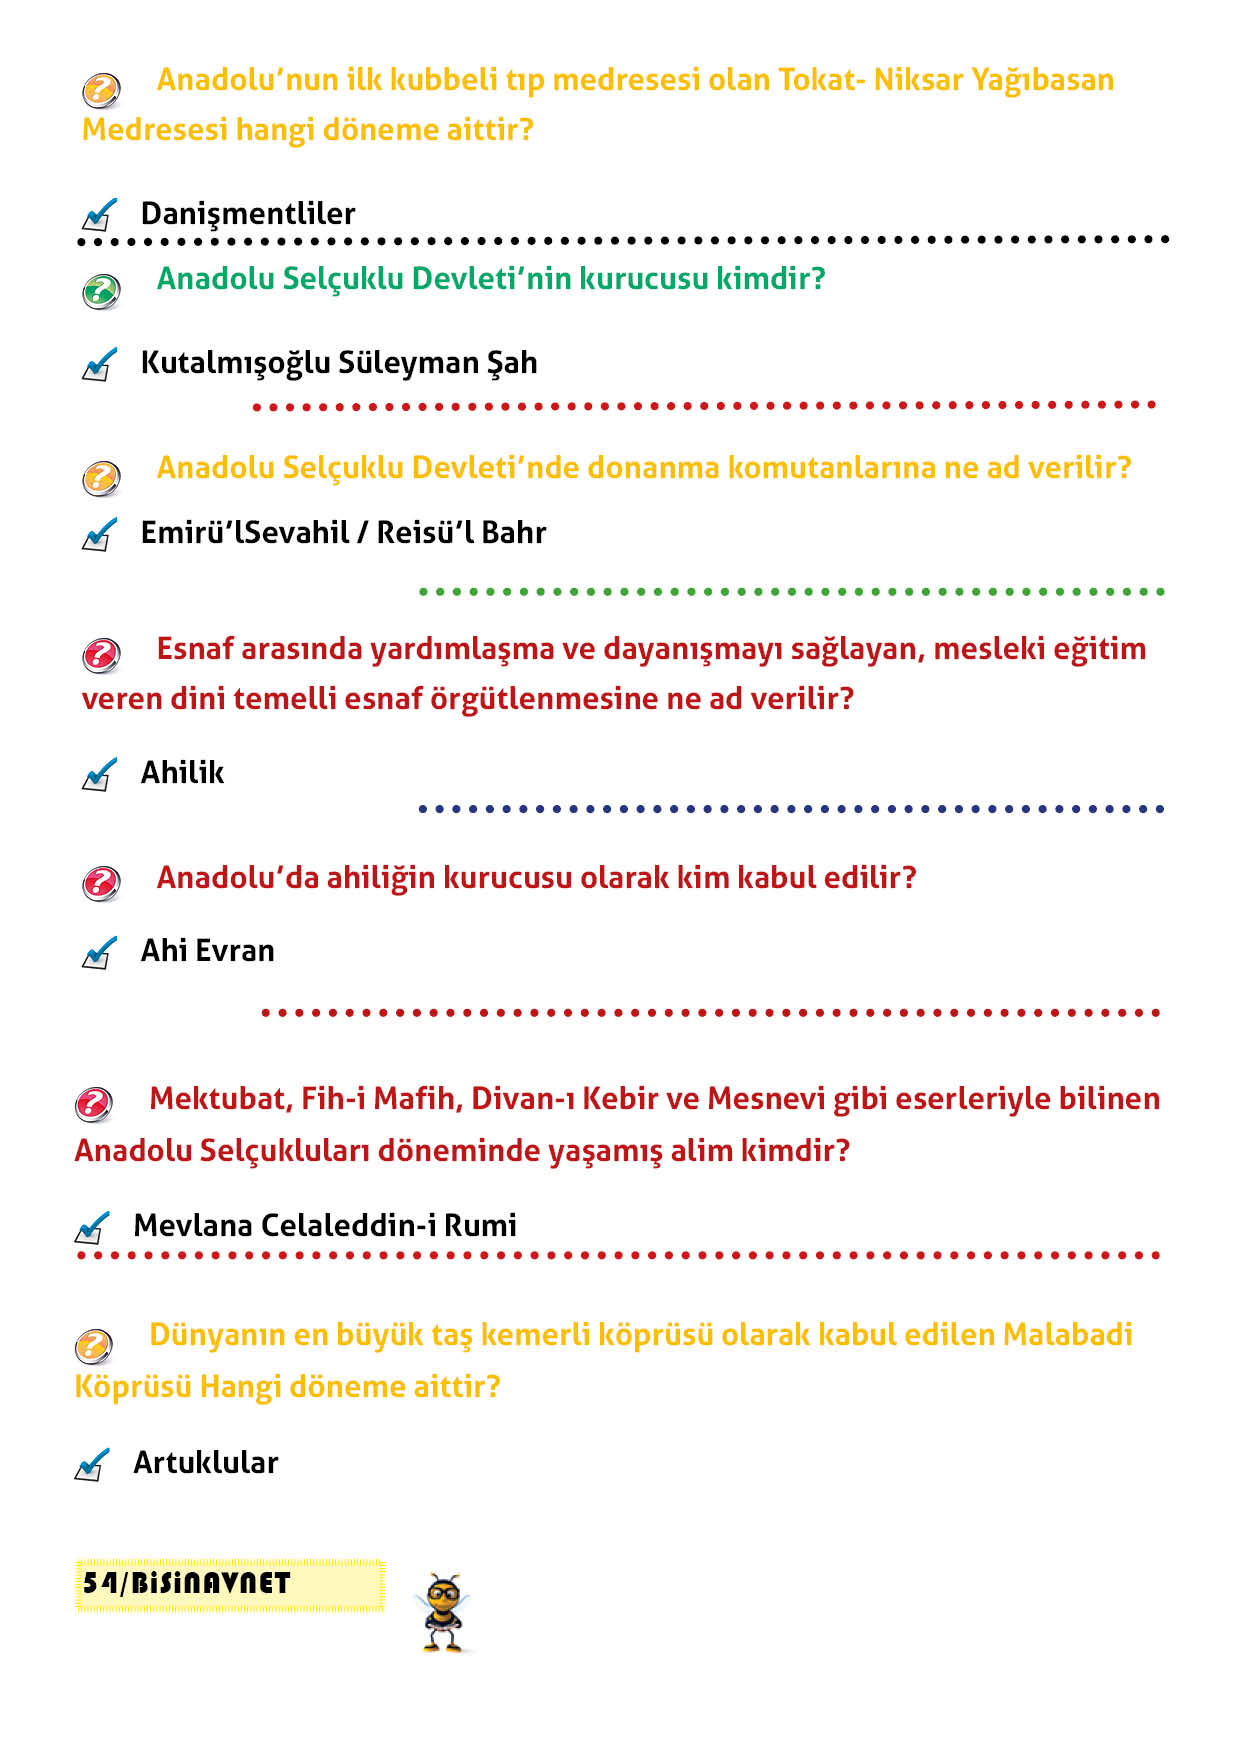 Anadolu’nun ilk kubbeli tıp medresesi olan Tokat- Niksar Yağıbasan
Medresesi hangi döneme aittir?
Danişmentliler
Anadolu Selçuklu Devleti’nin kurucusu kimdir?
Kutalmışoğlu Süleyman Şah
Anadolu Selçuklu Devleti’nde donanma komutanlarına ne ad verilir?
Emirü’lSevahil / Reisü’l Bahr
Esnaf arasında yardımlaşma ve dayanışmayı sağlayan, mesleki eğitim
veren dini temelli esnaf örgütlenmesine ne ad verilir?
Ahilik
Anadolu’da ahiliğin kurucusu olarak kim kabul edilir?
Ahi Evran
Mektubat, Fih-i Mafih, Divan-ı Kebir ve Mesnevi gibi eserleriyle bilinen
Anadolu Selçukluları döneminde yaşamış alim kimdir?
Mevlana Celaleddin-i Rumi
Dünyanın en büyük taş kemerli köprüsü olarak kabul edilen Malabadi
Köprüsü Hangi döneme aittir?
Artuklular
54/BiSiNAVNET